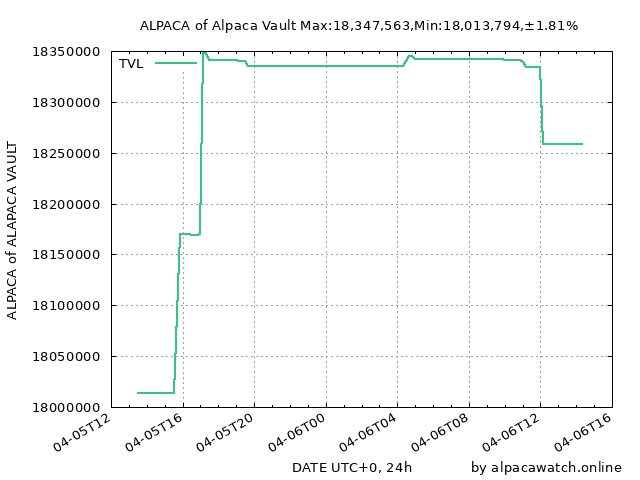 ALPACA of Alpaca Vault Max:18,347,563,Min:18,013,794,±1.81%
ALPACA of ALAPACA VAULT
TVL
18350000
18300000
18250000
18200000
18150000
18100000
18050000
18000000
04-05T12
04-05T16
04-05T20
04-06T00
04-06T04
04-06T08
04-06T12
04-06T16
DATE UTC+0, 24h
by alpacawatch.online